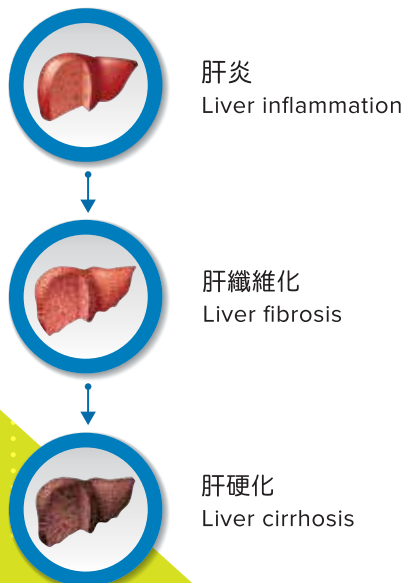 肝炎
Liver inflammation
肝纖維化
Liver fibrosis
肝硬化
Liver cirrhosis